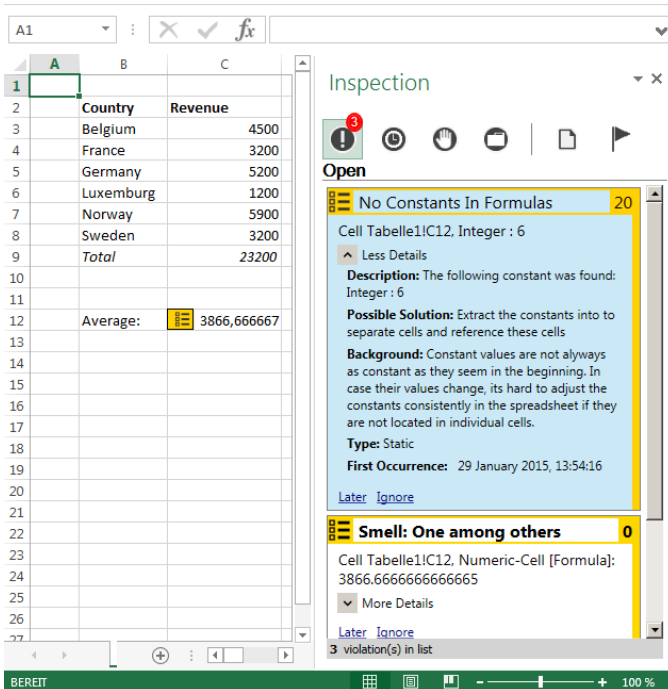 A1
fx
A B C
1
2 Country Revenue
3 Belgium 4500
4 France 3200
5 Germany 5200
6 Luxemburg 1200
7 Norway 5900
8 Sweden 3200
9 Total 23200
10
11
12 Average: 3866,666667
13
14
15
16
17
18
19
20
21
22
23
24
25
26
27
BEREIT
Inspection
3
Open
No Constants In Formulas 20
Cell Tabelle1!C12, Integer : 6
Less Details
Description: The following constant was found:
Integer : 6
Possible Solution: Extract the constants into to
separate cells and reference these cells
Background: Constant values are not alyways
as constant as they seem in the beginning. In
case their values change, its hard to adjust the
constants consistently in the spreadsheet if they
are not located in individual cells.
Type: Static
First Occurrence: 29 January 2015, 13:54:16
Later Ignore
Smell: One among others 0
Cell Tabelle1!C12, Numeric-Cell [Formula]:
3866.6666666666665
More Details
Later Ignore
3 violation(s) in list
100 %